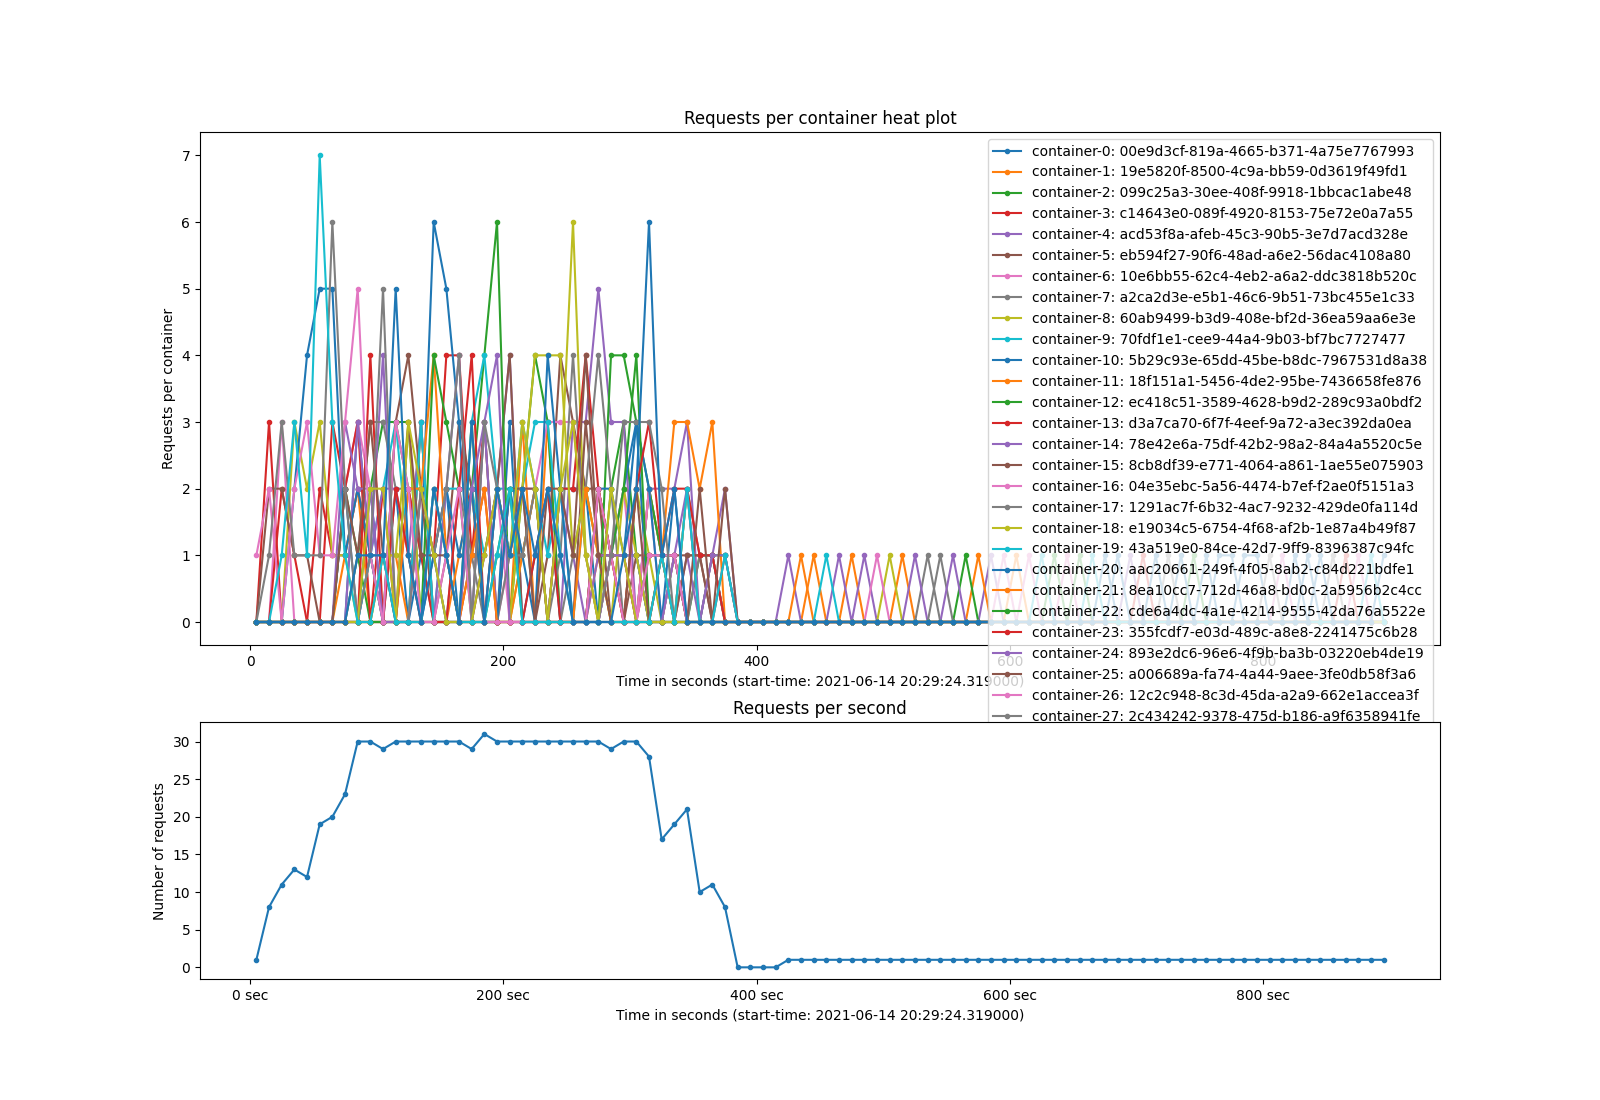 Requests per container heat plot
7
6
5
4
3
2
1
0
Requests per container
container-0: 00e9d3cf-819a-4665-b371-4a75e7767993
container-1: 19e5820f-8500-4c9a-bb59-0d3619f49fd1
container-2: 099c25a3-30ee-408f-9918-1bbcac1abe48
container-3: c14643e0-089f-4920-8153-75e72e0a7a55
container-4: acd53f8a-afeb-45c3-90b5-3e7d7acd328e
container-5: eb594f27-90f6-48ad-a6e2-56dac4108a80
container-6: 10e6bb55-62c4-4eb2-a6a2-ddc3818b520c
container-7: a2ca2d3e-e5b1-46c6-9b51-73bc455e1c33
container-8: 60ab9499-b3d9-408e-bf2d-36ea59aa6e3e
container-9: 70fdf1e1-cee9-44a4-9b03-bf7bc7727477
container-10: 5b29c93e-65dd-45be-b8dc-7967531d8a38
container-11: 18f151a1-5456-4de2-95be-7436658fe876
container-12: ec418c51-3589-4628-b9d2-289c93a0bdf2
container-13: d3a7ca70-6f7f-4eef-9a72-a3ec392da0ea
container-14: 78e42e6a-75df-42b2-98a2-84a4a5520c5e
container-15: 8cb8df39-e771-4064-a861-1ae55e075903
container-16: 04e35ebc-5a56-4474-b7ef-f2ae0f5151a3
container-17: 1291ac7f-6b32-4ac7-9232-429de0fa114d
container-18: e19034c5-6754-4f68-af2b-1e87a4b49f87
container-19: 43a519e0-84ce-42d7-9ff9-8396387c94fc
container-20: aac20661-249f-4f05-8ab2-c84d221bdfe1
container-21: 8ea10cc7-712d-46a8-bd0c-2a5956b2c4cc
container-22: cde6a4dc-4a1e-4214-9555-42da76a5522e
container-23: 355fcdf7-e03d-489c-a8e8-2241475c6b28
container-24: 893e2dc6-96e6-4f9b-ba3b-03220eb4de19
container-25: a006689a-fa74-4a44-9aee-3fe0db58f3a6
container-26: 12c2c948-8c3d-45da-a2a9-662e1accea3f
container-27: 2c434242-9378-475d-b186-a9f6358941fe
0 200 400 600 800
Time in seconds (start-time: 2021-06-14 20:29:24.319000)
Requests per second
30
25
20
15
10
5
0
Number of requests
0 sec 200 sec 400 sec 600 sec 800 sec
Time in seconds (start-time: 2021-06-14 20:29:24.319000)